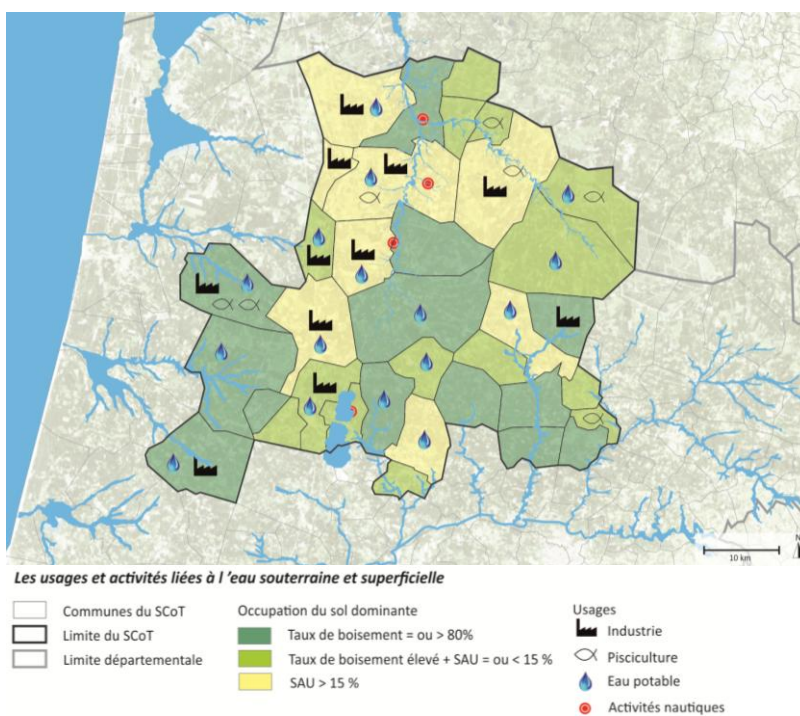 N
10 km
Les usages et activités liées à l 'eau souterraine et superficielle
Communes du SCoT
Limite du SCoT
Limite départementale
Occupation du sol dominante
Taux de boisement = ou > 80%
Taux de boisement élevé + SAU = ou < 15 %
SAU > 15 %
Usages
Industrie
Pisciculture
Eau potable
Activités nautiques